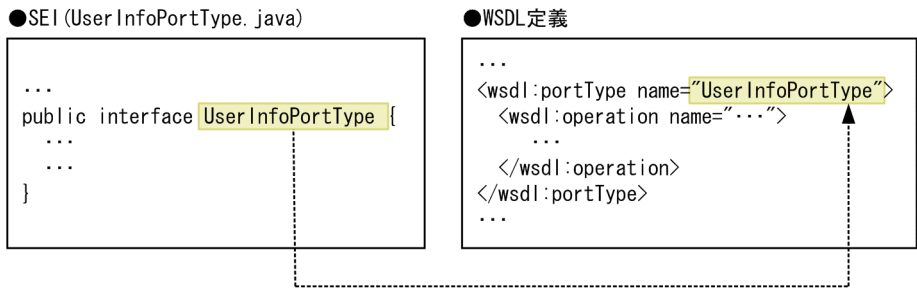 ●SEI(UserInfoPortType.java)
...
public interface UserInfoPortType {
...
...
}
●WSDL定義
...
<wsdl:portType name="UserInfoPortType">
<wsdl:operation name="...">
...
</wsdl:operation>
</wsdl:portType>
...